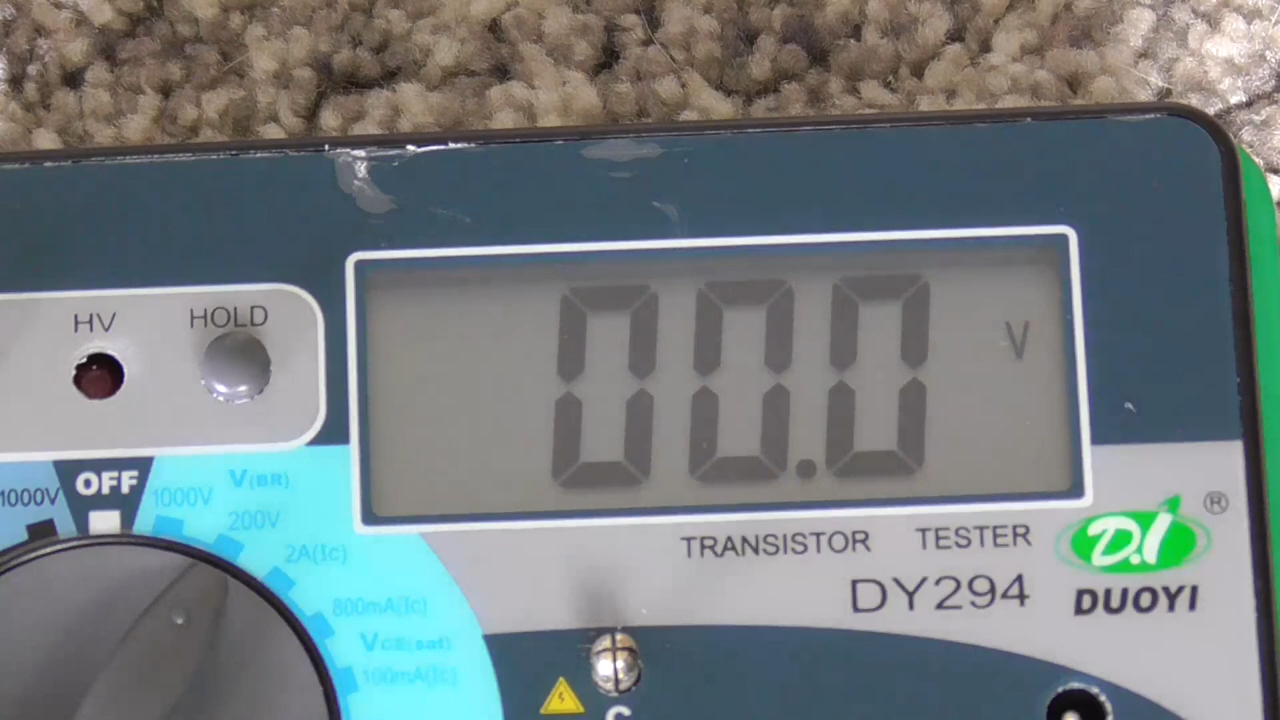 HV
HOLD
00.0
V
1000V
OFF
1000V
V(BR)
200V
2A(Ic)
800mA(Ic)
VCE(sat)
100mA(Ic)
TRANSISTOR TESTER
DY294
D.I
®
DUOYI
C